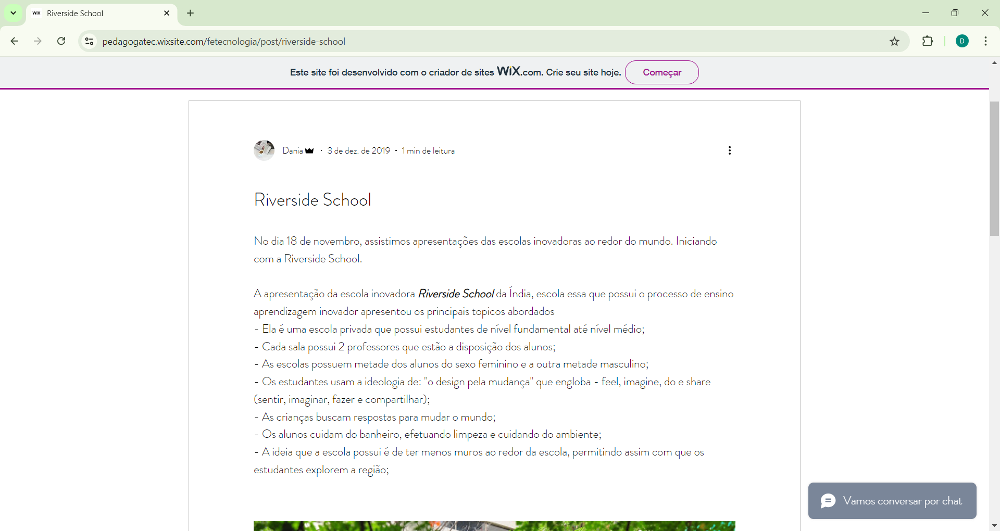 WIX Riverside School
pedagogatec.wixsite.com/fetecnologia/post/riverside-school
D
Este site foi desenvolvido com o criador de sites WiX.com. Crie seu site hoje. Começar
Dania · 3 de dez. de 2019 · 1 min de leitura
Riverside School
No dia 18 de novembro, assistimos apresentações das escolas inovadoras ao redor do mundo. Iniciando
com a Riverside School.
A apresentação da escola inovadora Riverside School da Índia, escola essa que possui o processo de ensino
aprendizagem inovador apresentou os principais topicos abordados
- Ela é uma escola privada que possui estudantes de nível fundamental até nível médio;
- Cada sala possui 2 professores que estão a disposição dos alunos;
- As escolas possuem metade dos alunos do sexo feminino e a outra metade masculino;
- Os estudantes usam a ideologia de: "o design pela mudança" que engloba - feel, imagine, do e share
(sentir, imaginar, fazer e compartilhar);
- As crianças buscam respostas para mudar o mundo;
- Os alunos cuidam do banheiro, efetuando limpeza e cuidando do ambiente;
- A ideia que a escola possui é de ter menos muros ao redor da escola, permitindo assim com que os
estudantes explorem a região;
Vamos conversar por chat